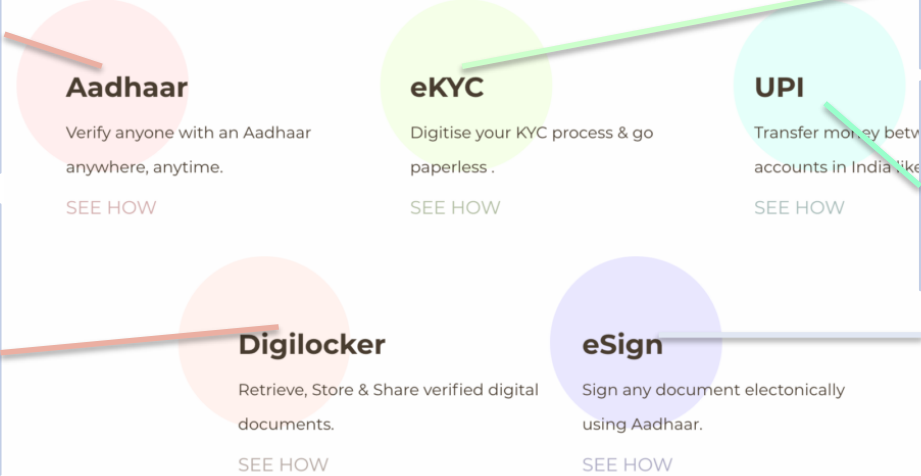 Aadhaar
Verify anyone with an Aadhaar
anywhere, anytime.
SEE HOW
eKYC
Digitise your KYC process & go
paperless .
SEE HOW
UPI
Transfer money
accounts in India like
SEE HOW
Digilocker
Retrieve, Store & Share verified digital
documents.
SEE HOW
eSign
Sign any document electonically
using Aadhaar.
SEE HOW